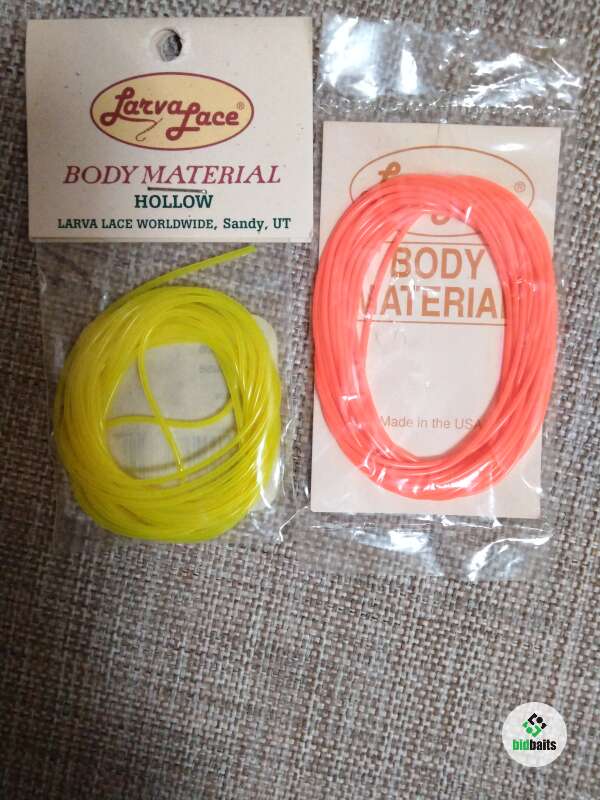 Larva
Lace®
BODY MATERIAL
HOLLOW
LARVA LACE WORLDWIDE, Sandy, UT
®
BODY
MATERIAL
Made in the USA
bidbaits